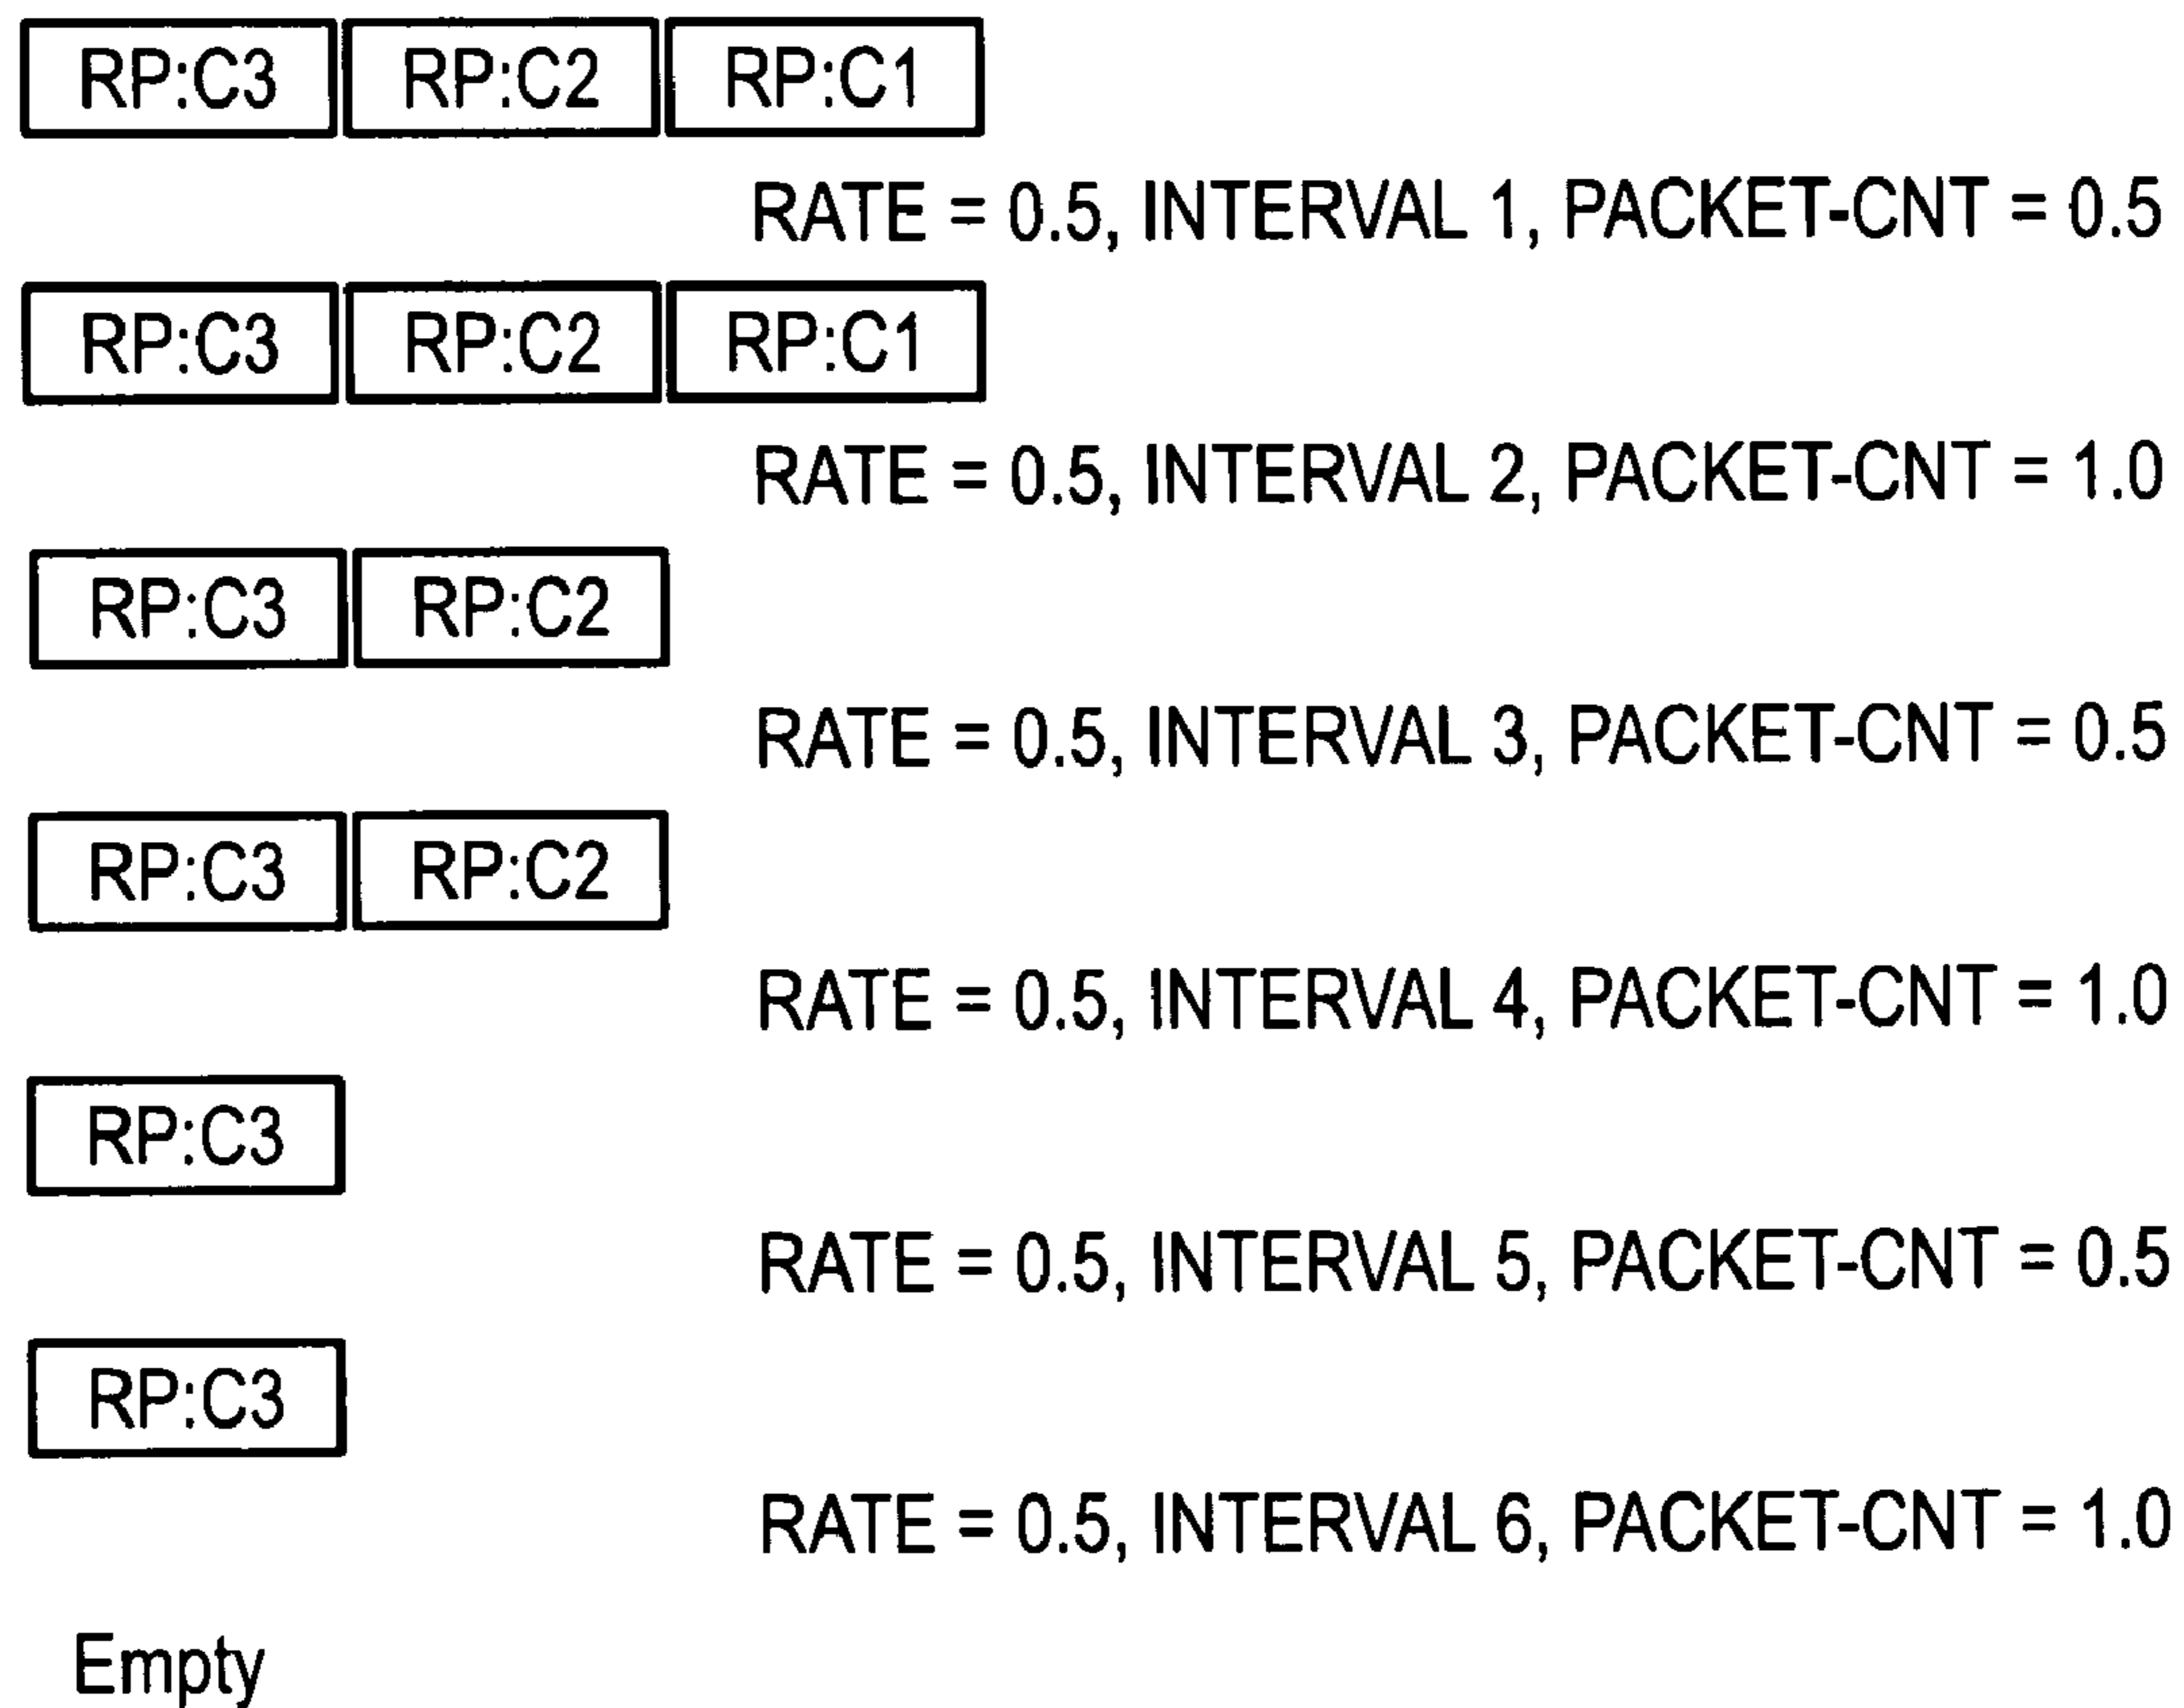 RP:C3 RP:C2 RP:C1
RATE = 0.5, INTERVAL 1, PACKET-CNT = 0.5
RP:C3 RP:C2 RP:C1
RATE = 0.5, INTERVAL 2, PACKET-CNT = 1.0
RP:C3 RP:C2
RATE = 0.5, INTERVAL 3, PACKET-CNT = 0.5
RP:C3 RP:C2
RATE = 0.5, INTERVAL 4, PACKET-CNT = 1.0
RP:C3
RATE = 0.5, INTERVAL 5, PACKET-CNT = 0.5
RP:C3
RATE = 0.5, INTERVAL 6, PACKET-CNT = 1.0
Empty